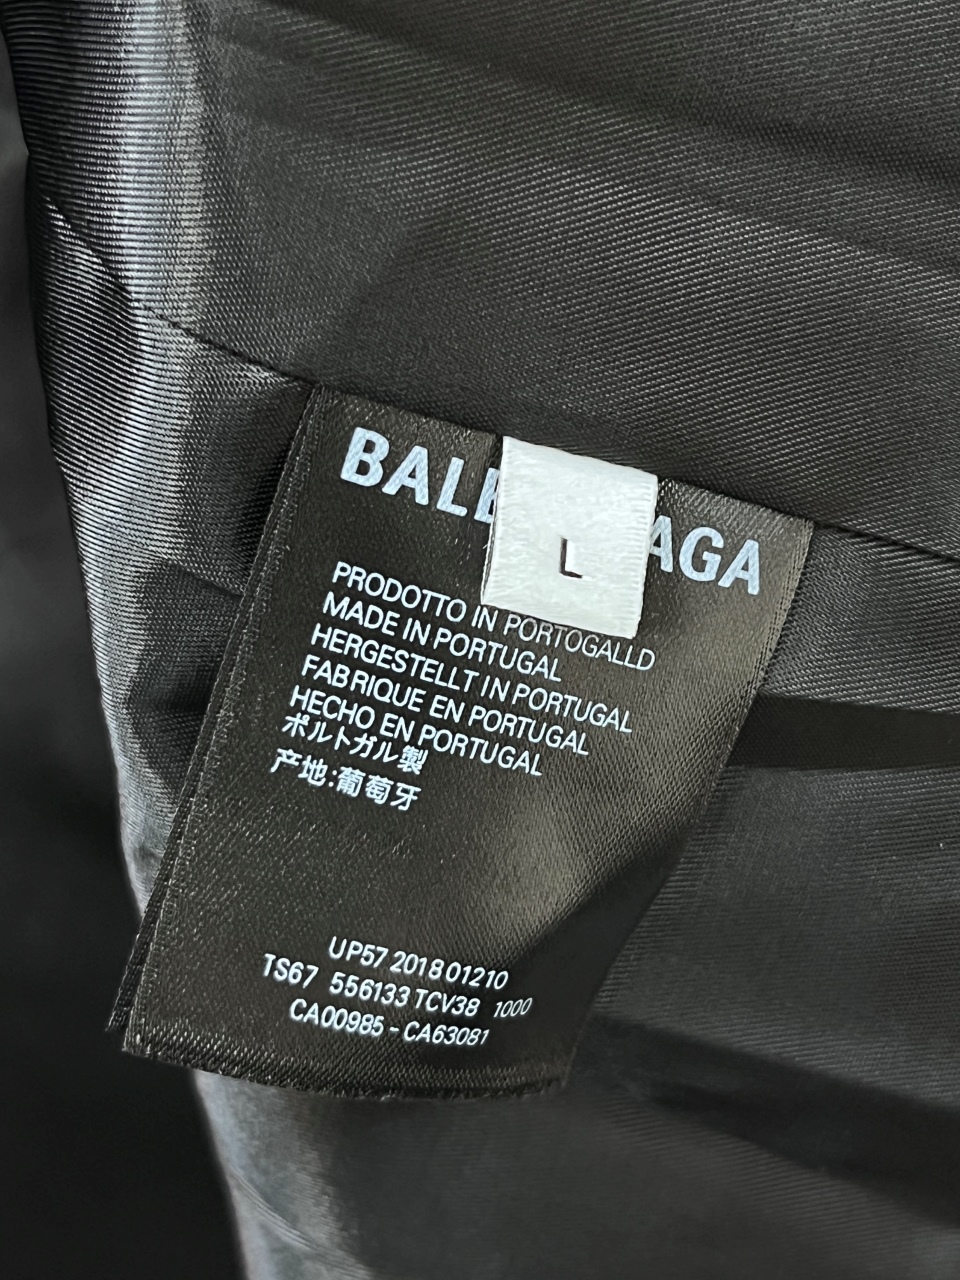 BALE AGA
L
PRODOTTO IN PORTOGALLO
MADE IN PORTUGAL
HERGESTELLT IN PORTUGAL
FABRIQUE EN PORTUGAL
HECHO EN PORTUGAL
ポルトガル製
产地:葡萄牙
UP57 2018 01210
TS67 556133 TCV38 1000
CA00985 - CA63081